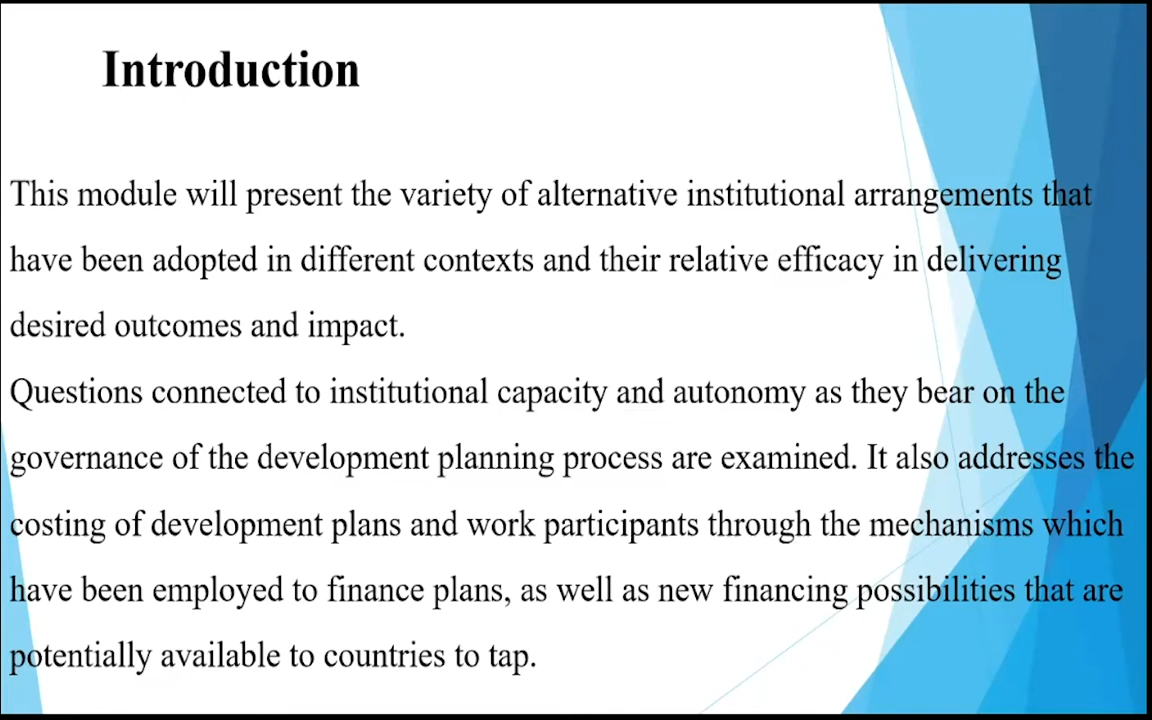 Introduction
This module will present the variety of alternative institutional arrangements that
have been adopted in different contexts and their relative efficacy in delivering
desired outcomes and impact.
Questions connected to institutional capacity and autonomy as they bear on the
governance of the development planning process are examined. It also addresses the
costing of development plans and work participants through the mechanisms which
have been employed to finance plans, as well as new financing possibilities that are
potentially available to countries to tap.